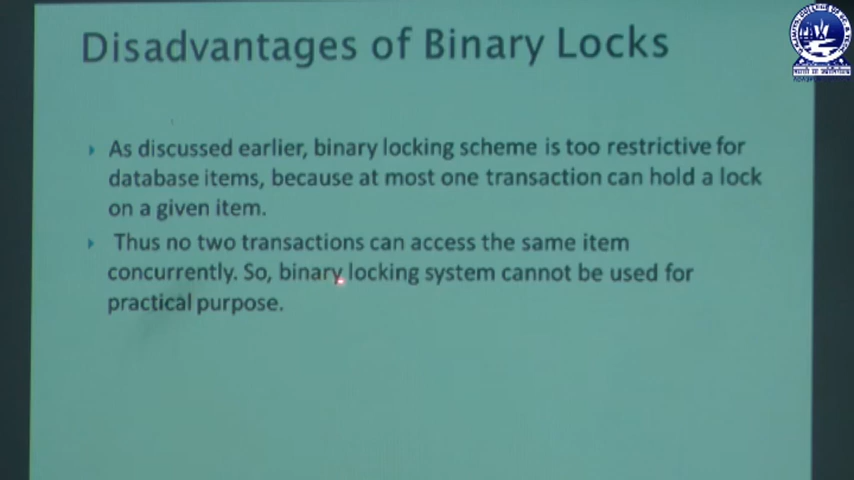 Disadvantages of Binary Locks
As discussed earlier, binary locking scheme is too restrictive for
database items, because at most one transaction can hold a lock
on a given item.
Thus no two transactions can access the same item
concurrently. So, binary locking system cannot be used for
practical purpose.